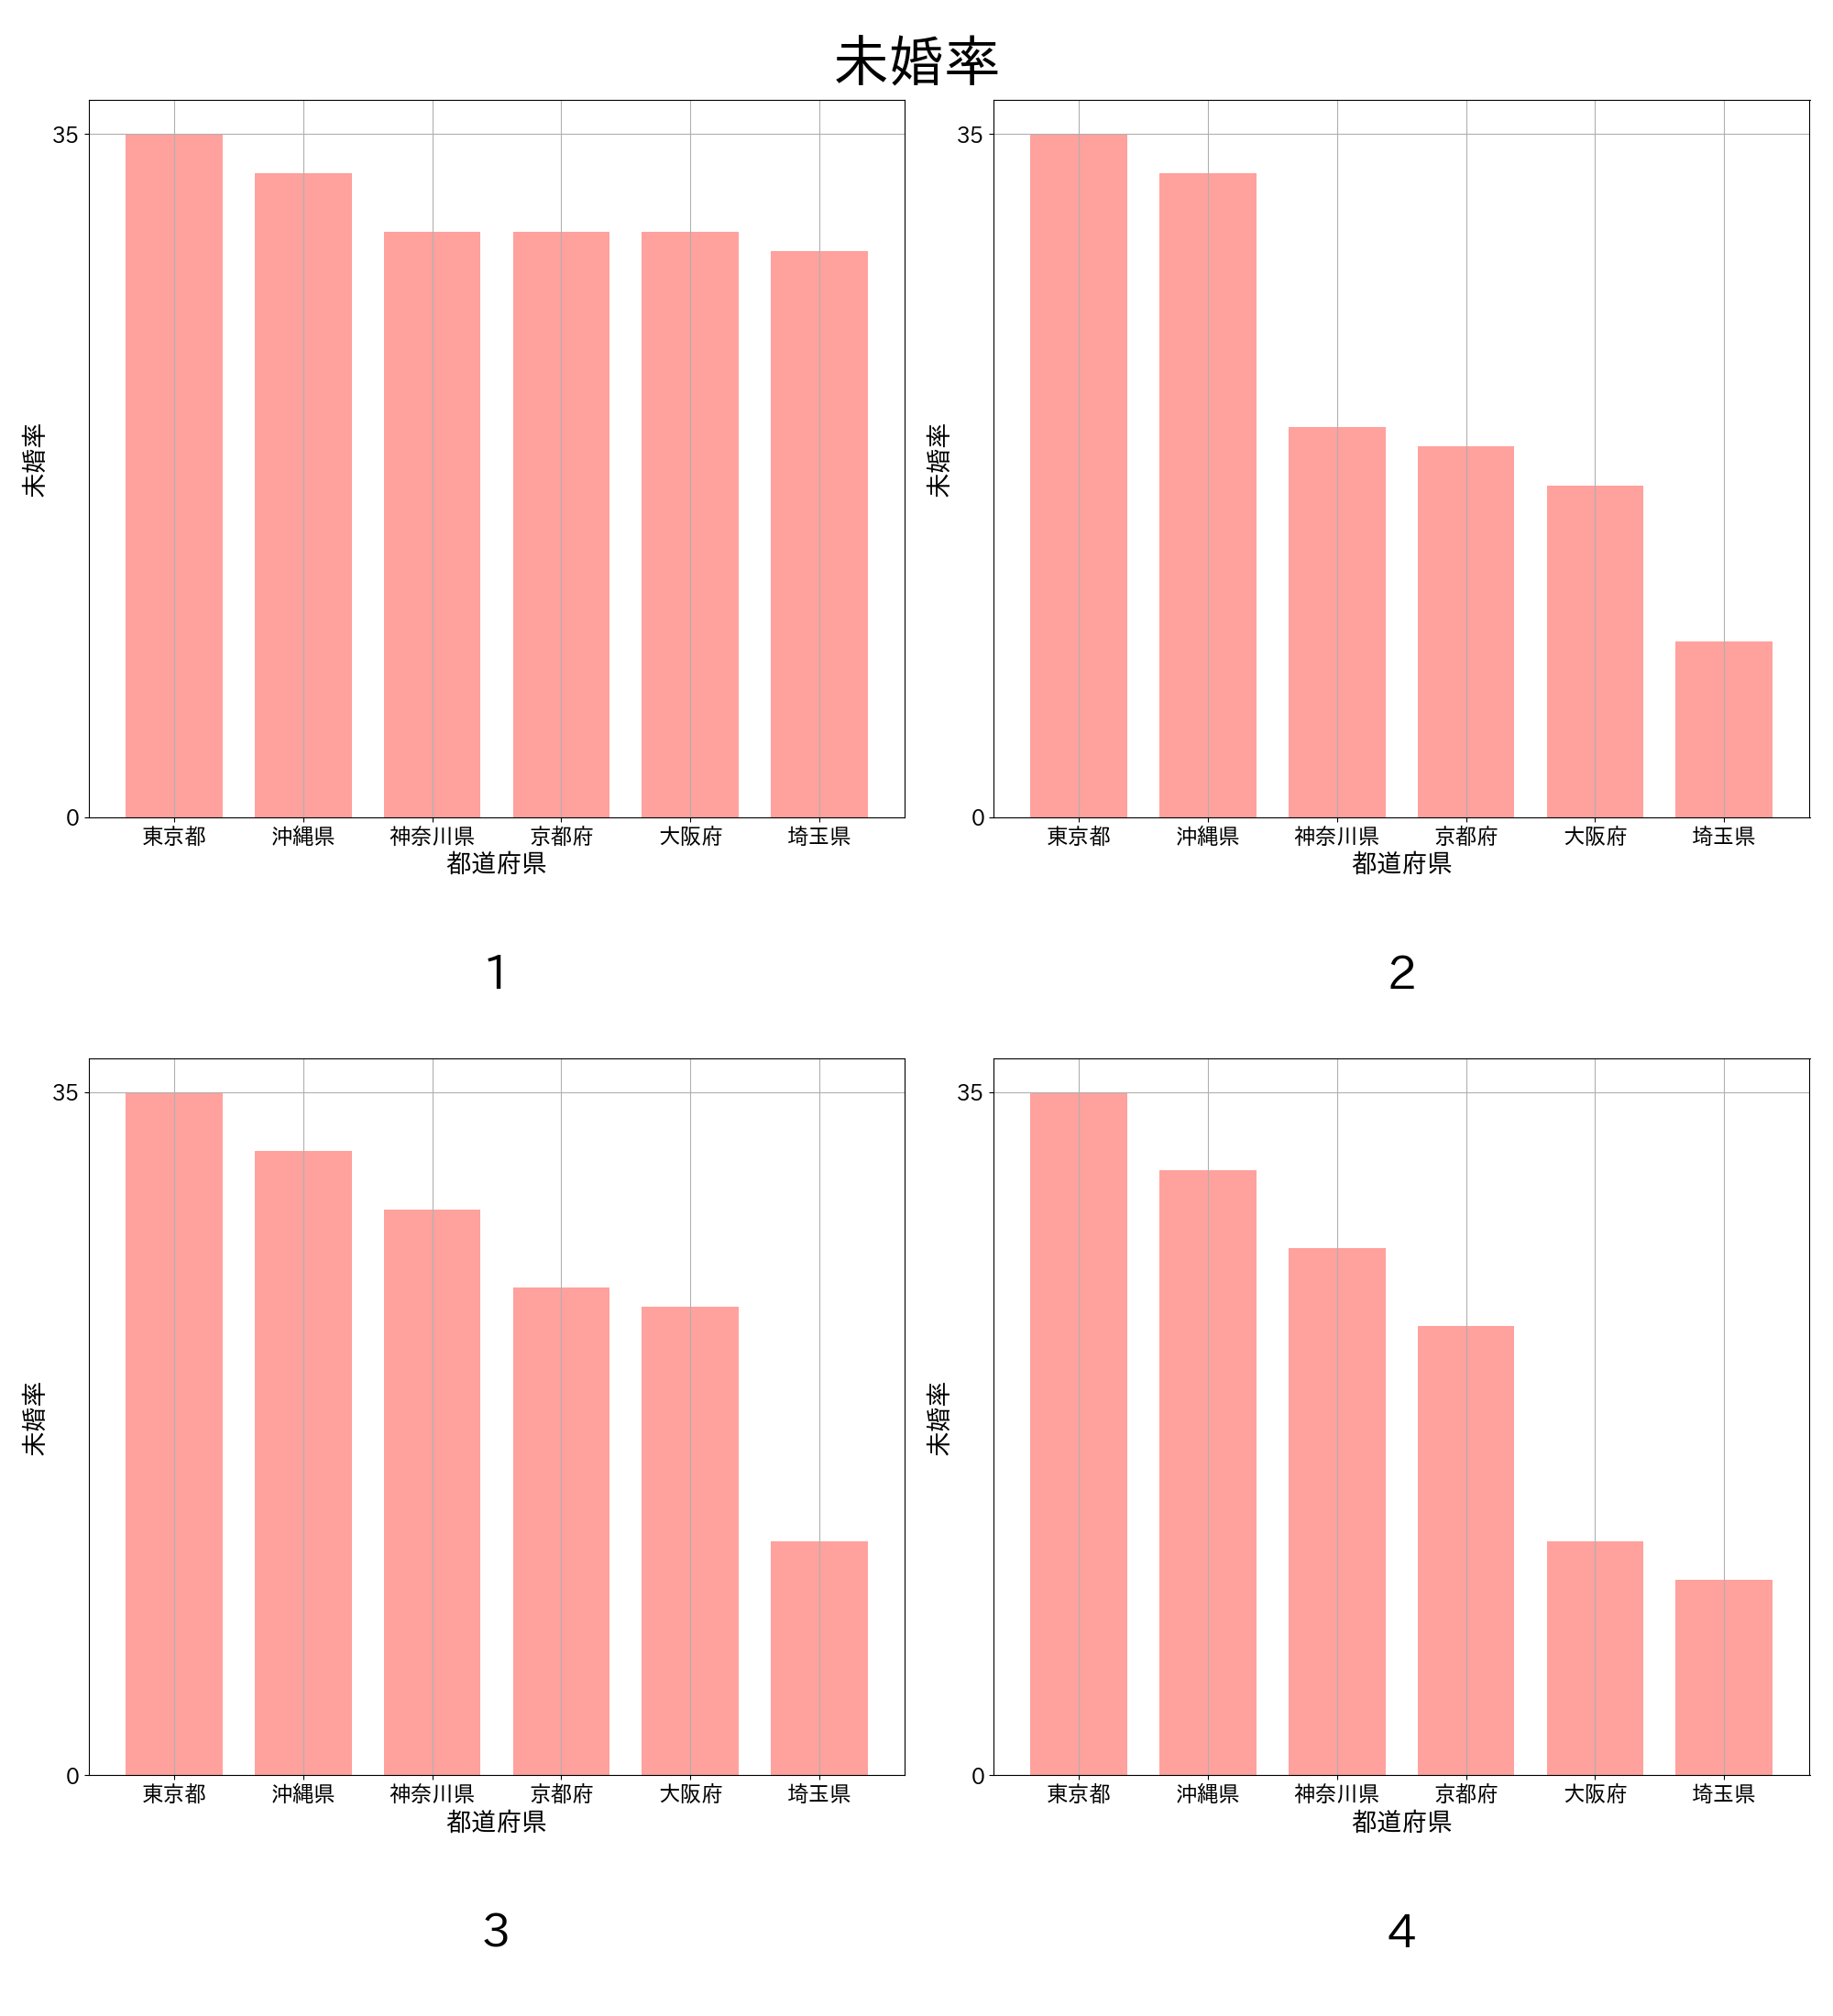 未婚率
35
0
未婚率
東京都 沖縄県 神奈川県 京都府 大阪府 埼玉県
都道府県
1
35
0
未婚率
東京都 沖縄県 神奈川県 京都府 大阪府 埼玉県
都道府県
2
35
0
未婚率
東京都 沖縄県 神奈川県 京都府 大阪府 埼玉県
都道府県
3
35
0
未婚率
東京都 沖縄県 神奈川県 京都府 大阪府 埼玉県
都道府県
4